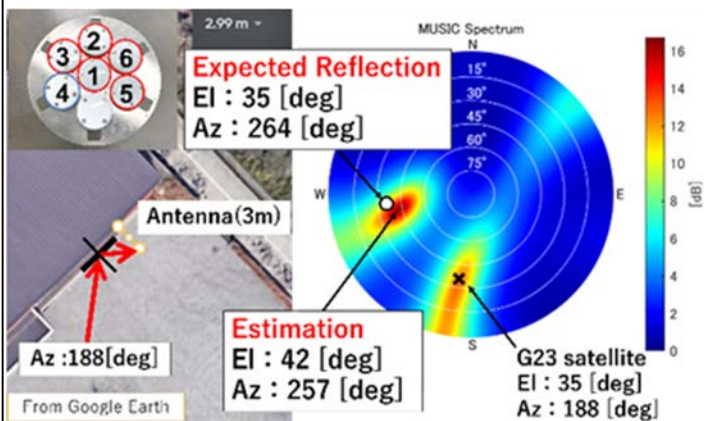 2.99 m
2
3
6
1
4
5
Expected Reflection
El : 35 [deg]
Az : 264 [deg]
Antenna(3m)
Az :188[deg]
From Google Earth
Estimation
El : 42 [deg]
Az : 257 [deg]
MUSIC Spectrum
N
15°
30°
45°
60°
75°
W
E
S
G23 satellite
El : 35 [deg]
Az : 188 [deg]
16
14
12
10
8
6
4
2
0
[dB]